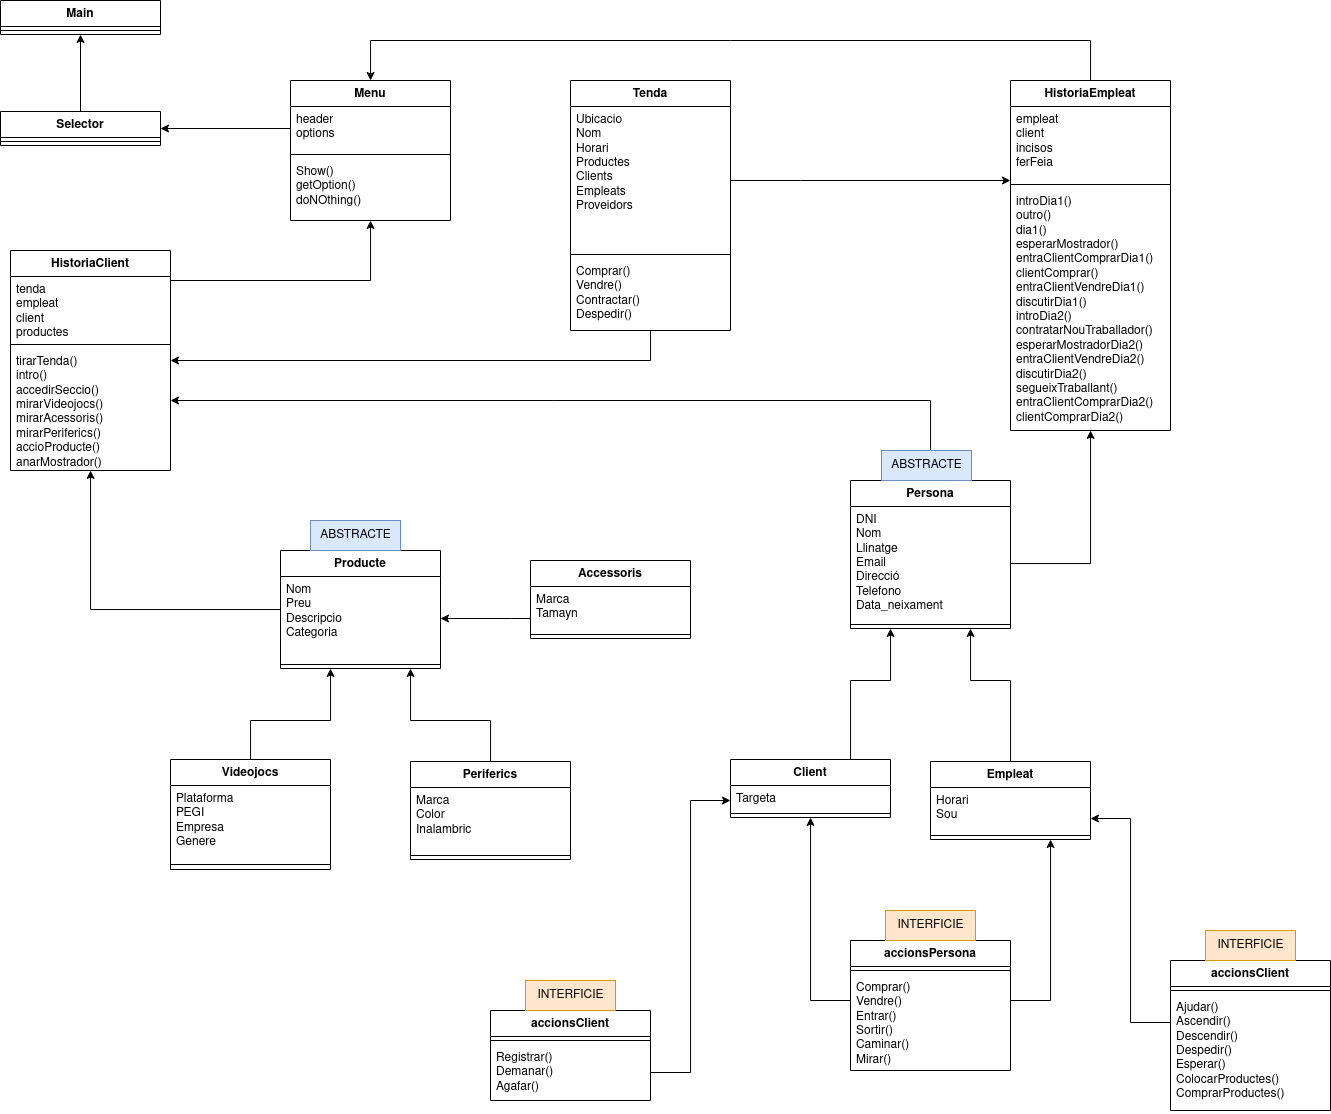 Main
Selector
Menu
header
options
Show()
getOption()
doNOthing()
Tenda
Ubicacio
Nom
Horari
Productes
Clients
Empleats
Proveidors
Comprar()
Vendre()
Contractar()
Despedir()
HistoriaEmpleat
empleat
client
incisos
ferFeia
introDia1()
outro()
dia1()
esperarMostrador()
entraClientComprarDia1()
clientComprar()
entraClientVendreDia1()
discutirDia1()
introDia2()
contratarNouTraballador()
esperarMostradorDia2()
entraClientVendreDia2()
discutirDia2()
segueixTraballant()
entraClientComprarDia2()
clientComprarDia2()
HistoriaClient
tenda
empleat
client
productes
tirarTenda()
intro()
accedirSeccio()
mirarVideojocs()
mirarAcessoris()
mirarPeriferics()
accioProducte()
anarMostrador()
ABSTRACTE
Persona
DNI
Nom
Llinatge
Email
Direcció
Telefono
Data_neixament
ABSTRACTE
Producte
Nom
Preu
Descripcio
Categoria
Accessoris
Marca
Tamayn
Videojocs
Plataforma
PEGI
Empresa
Genere
Periferics
Marca
Color
Inalambric
Client
Targeta
Empleat
Horari
Sou
INTERFICIE
accionsPersona
Comprar()
Vendre()
Entrar()
Sortir()
Caminar()
Mirar()
INTERFICIE
accionsClient
Registrar()
Demanar()
Agafar()
INTERFICIE
accionsClient
Ajudar()
Ascendir()
Descendir()
Despedir()
Esperar()
ColocarProductes()
ComprarProductes()